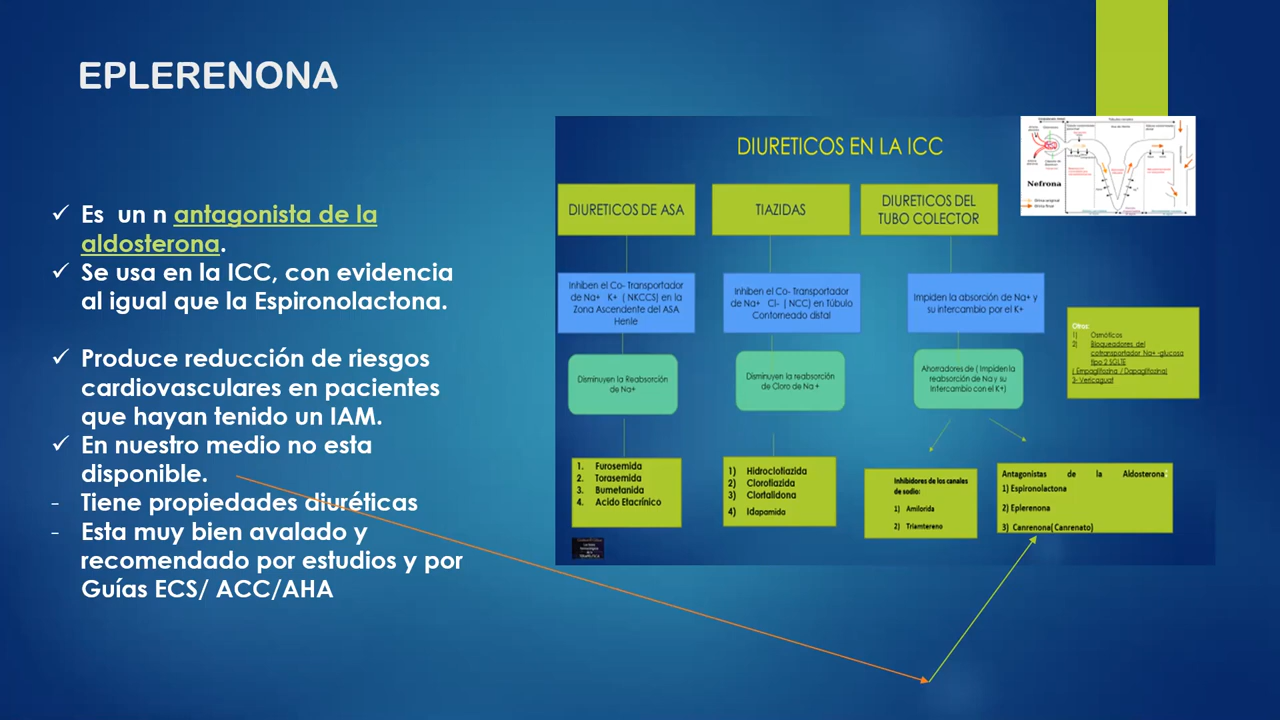 EPLERENONA
✓ Es un n antagonista de la
aldosterona.
✓ Se usa en la ICC, con evidencia
al igual que la Espironolactona.
✓ Produce reducción de riesgos
cardiovasculares en pacientes
que hayan tenido un IAM.
✓ En nuestro medio no esta
disponible.
- Tiene propiedades diuréticas
- Esta muy bien avalado y
recomendado por estudios y por
Guías ECS/ ACC/AHA
DIURETICOS EN LA ICC
DIURETICOS DE ASA
TIAZIDAS
DIURETICOS DEL
TUBO COLECTOR
Inhiben el Co- Transportador
de Na+ K+ ( NKCCS) en la
Zona Ascendente del ASA
Henle
Inhiben el Co- Transportador
de Na+ Cl- ( NCC) en Túbulo
Contorneado distal
Impiden la absorción de Na+ y
su intercambio por el K+
Disminuyen la Reabsorción
de Na+
Disminuyen la reabsorción
de Cloro de Na +
Ahorradores de ( Impiden la
reabsorción de Na y su
Intercambio con el K+)
Otros:
1) Osmóticos
2) Bloqueadores del
cotransportador Na+ -glucosa
tipo 2 SGLTE
( Empaglifozina / Dapaglifozina)
3- Vericaguat
1. Furosemida
2. Torasemida
3. Bumetanida
4. Acido Etacrínico
1) Hidroclotiazida
2) Clorotiazida
3) Clortalidona
4) Idapamida
Inhibidores de los canales
de sodio:
1) Amilorida
2) Triamtereno
Antagonistas de la Aldosterona:
1) Espironolactona
2) Eplerenona
3) Canrenona( Canrenato)
Nefrona